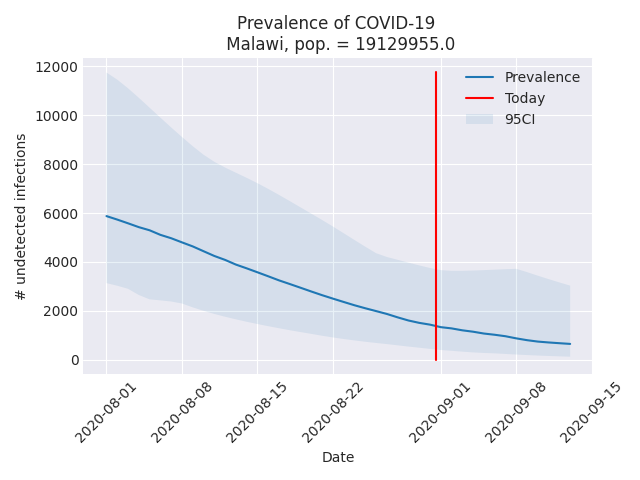 Prevalence of COVID-19
Malawi, pop. = 19129955.0
12000
10000
8000
6000
4000
2000
0
# undetected infections
Prevalence
Today
95CI
2020-08-01
2020-08-08
2020-08-15
2020-08-22
2020-09-01
2020-09-08
2020-09-15
Date